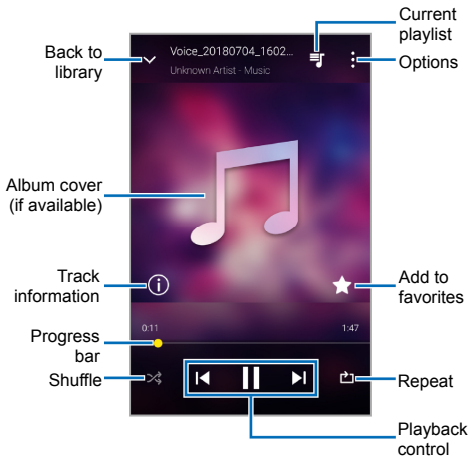 Current
playlist
Back to
library
Voice_20180704_1602...
Unknown Artist - Music
Options
Album cover
(if available)
Track
information
Add to
favorites
0:11
1:47
Progress
bar
Shuffle
Repeat
Playback
control